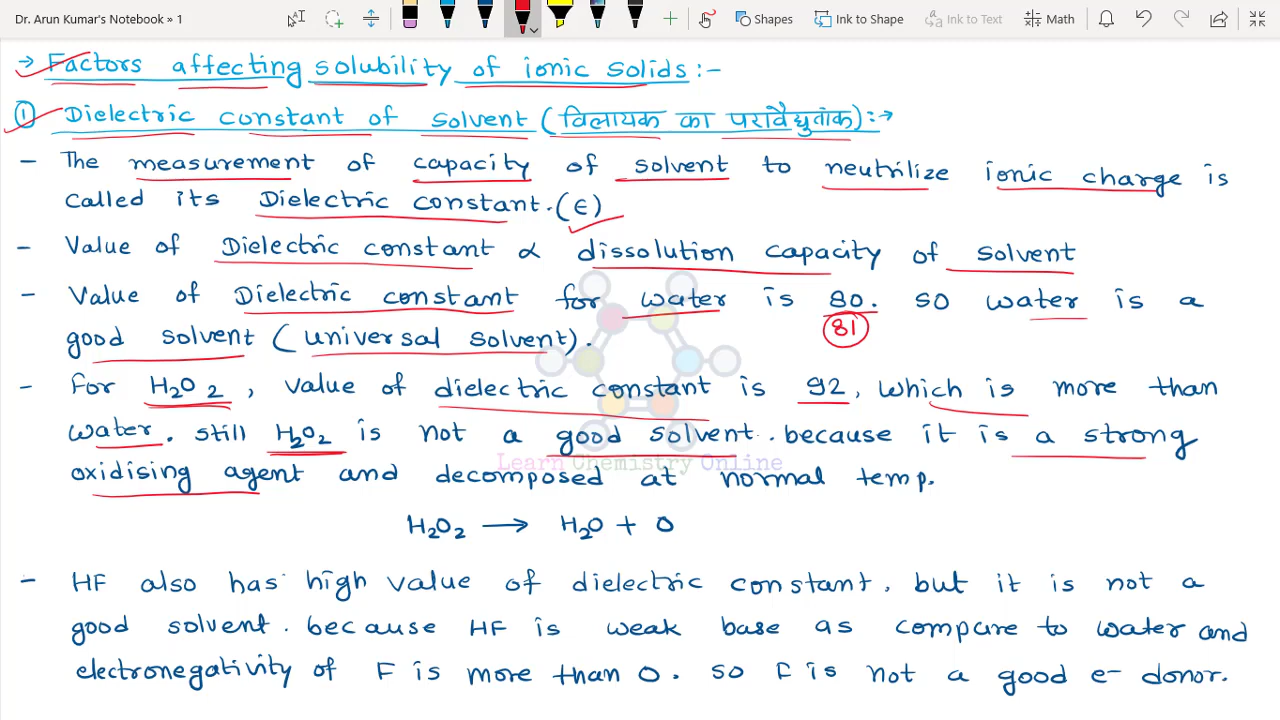 Dr. Arun Kumar's Notebook » 1
Shapes
Ink to Shape
Ink to Text
Math
→ Factors affecting solubility of ionic solids :-
① Dielectric constant of solvent (विलायक का परावैद्युतांक) :→
- The measurement of capacity of solvent to neutrilize ionic charge is
called its Dielectric constant. (ϵ)
- Value of Dielectric constant ∝ dissolution capacity of solvent
- Value of Dielectric constant for water is 80. so water is a
81
good solvent (universal solvent).
- For H₂O₂, value of dielectric constant is 92, which is more than
water. still H₂O₂ is not a good solvent. because it is a strong
Learn Chemistry Online
oxidising agent and decomposed at normal temp.
H₂O₂ → H₂O + O
- HF also has high value of dielectric constant, but it is not a
good solvent. because HF is weak base as compare to water and
electronegativity of F is more than O. so F is not a good e- donor.